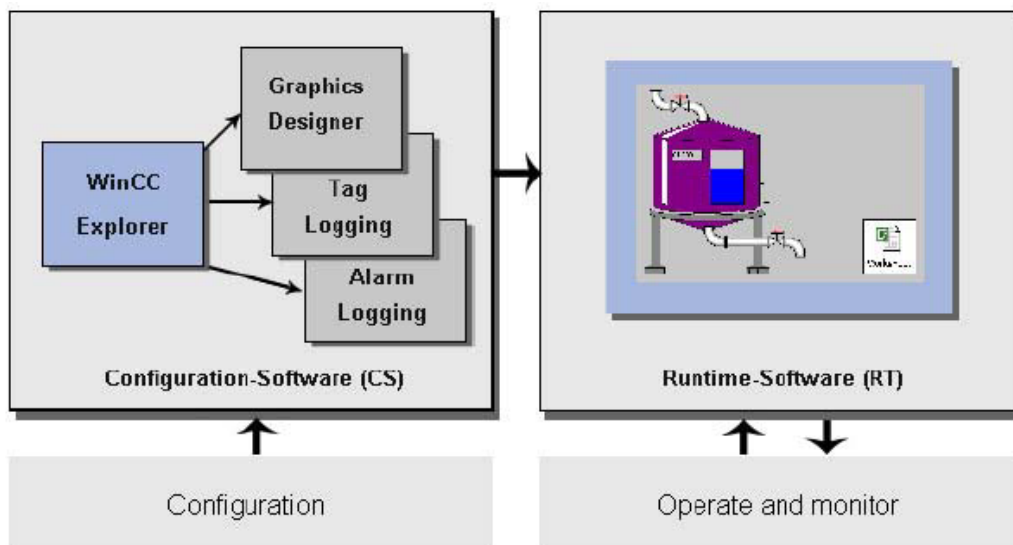 Graphics
Designer
WinCC
Explorer
Tag
Logging
Alarm
Logging
Configuration-Software (CS)
Runtime-Software (RT)
Configuration
Operate and monitor